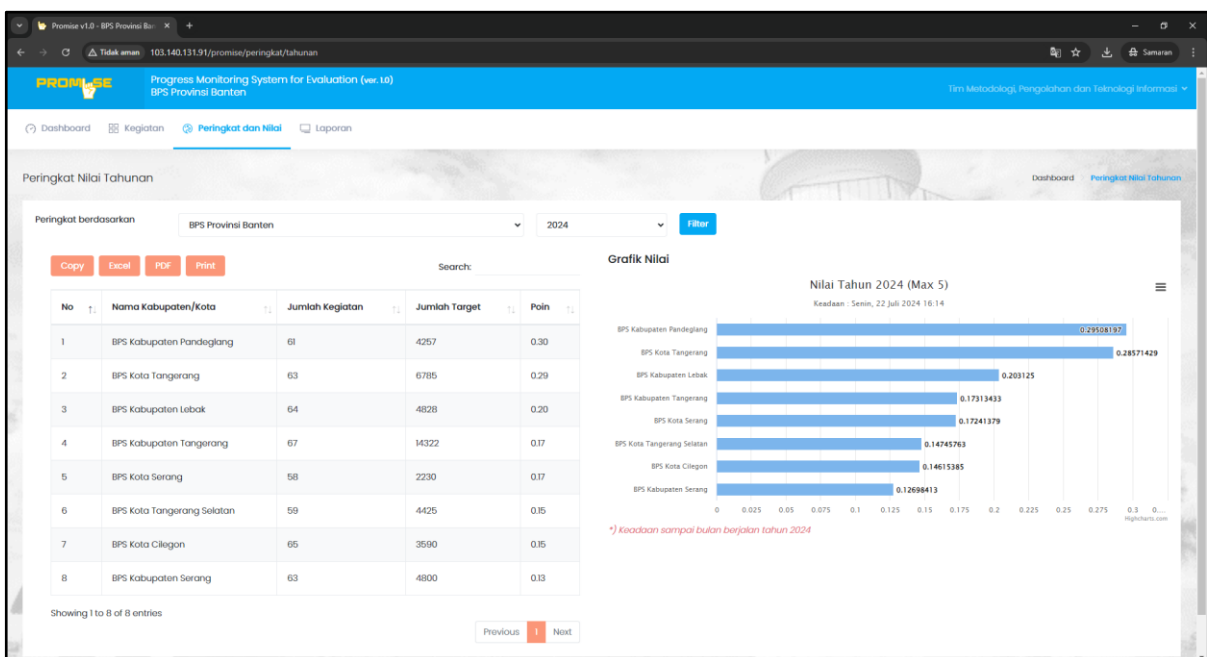 Promise v1.0 - BPS Provinsi Ban
Tidak aman 103.140.131.91/promise/peringkat/tahunan
Samaran
PROMISE
Progress Monitoring System for Evaluation (ver. 1.0)
BPS Provinsi Banten
Tim Metodologi, Pengolahan dan Teknologi Informasi
Dashboard Kegiatan Peringkat dan Nilai Laporan
Peringkat Nilai Tahunan
Dashboard Peringkat Nilai Tahunan
Peringkat berdasarkan BPS Provinsi Banten 2024 Filter
Copy Excel PDF Print Search:
No Nama Kabupaten/Kota Jumlah Kegiatan Jumlah Target Poin
1 BPS Kabupaten Pandeglang 61 4257 0.30
2 BPS Kota Tangerang 63 6785 0.29
3 BPS Kabupaten Lebak 64 4828 0.20
4 BPS Kabupaten Tangerang 67 14322 0.17
5 BPS Kota Serang 58 2230 0.17
6 BPS Kota Tangerang Selatan 59 4425 0.15
7 BPS Kota Cilegon 65 3590 0.15
8 BPS Kabupaten Serang 63 4800 0.13
Showing 1 to 8 of 8 entries
Previous 1 Next
Grafik Nilai
Nilai Tahun 2024 (Max 5)
Keadaan : Senin, 22 Juli 2024 16:14
BPS Kabupaten Pandeglang 0.29508197
BPS Kota Tangerang 0.28571429
BPS Kabupaten Lebak 0.203125
BPS Kabupaten Tangerang 0.17313433
BPS Kota Serang 0.17241379
BPS Kota Tangerang Selatan 0.14745763
BPS Kota Cilegon 0.14615385
BPS Kabupaten Serang 0.12698413
0 0.025 0.05 0.075 0.1 0.125 0.15 0.175 0.2 0.225 0.25 0.275 0.3 0....
Highcharts.com
*) Keadaan sampai bulan berjalan tahun 2024